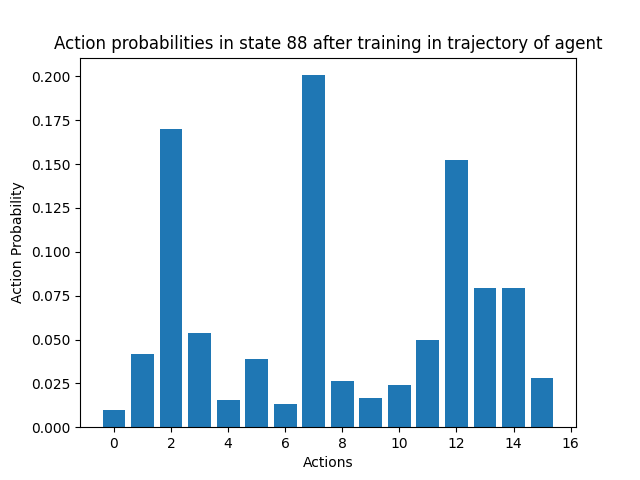 Action probabilities in state 88 after training in trajectory of agent
0.200
0.175
0.150
0.125
0.100
0.075
0.050
0.025
0.000
Action Probability
0 2 4 6 8 10 12 14 16
Actions